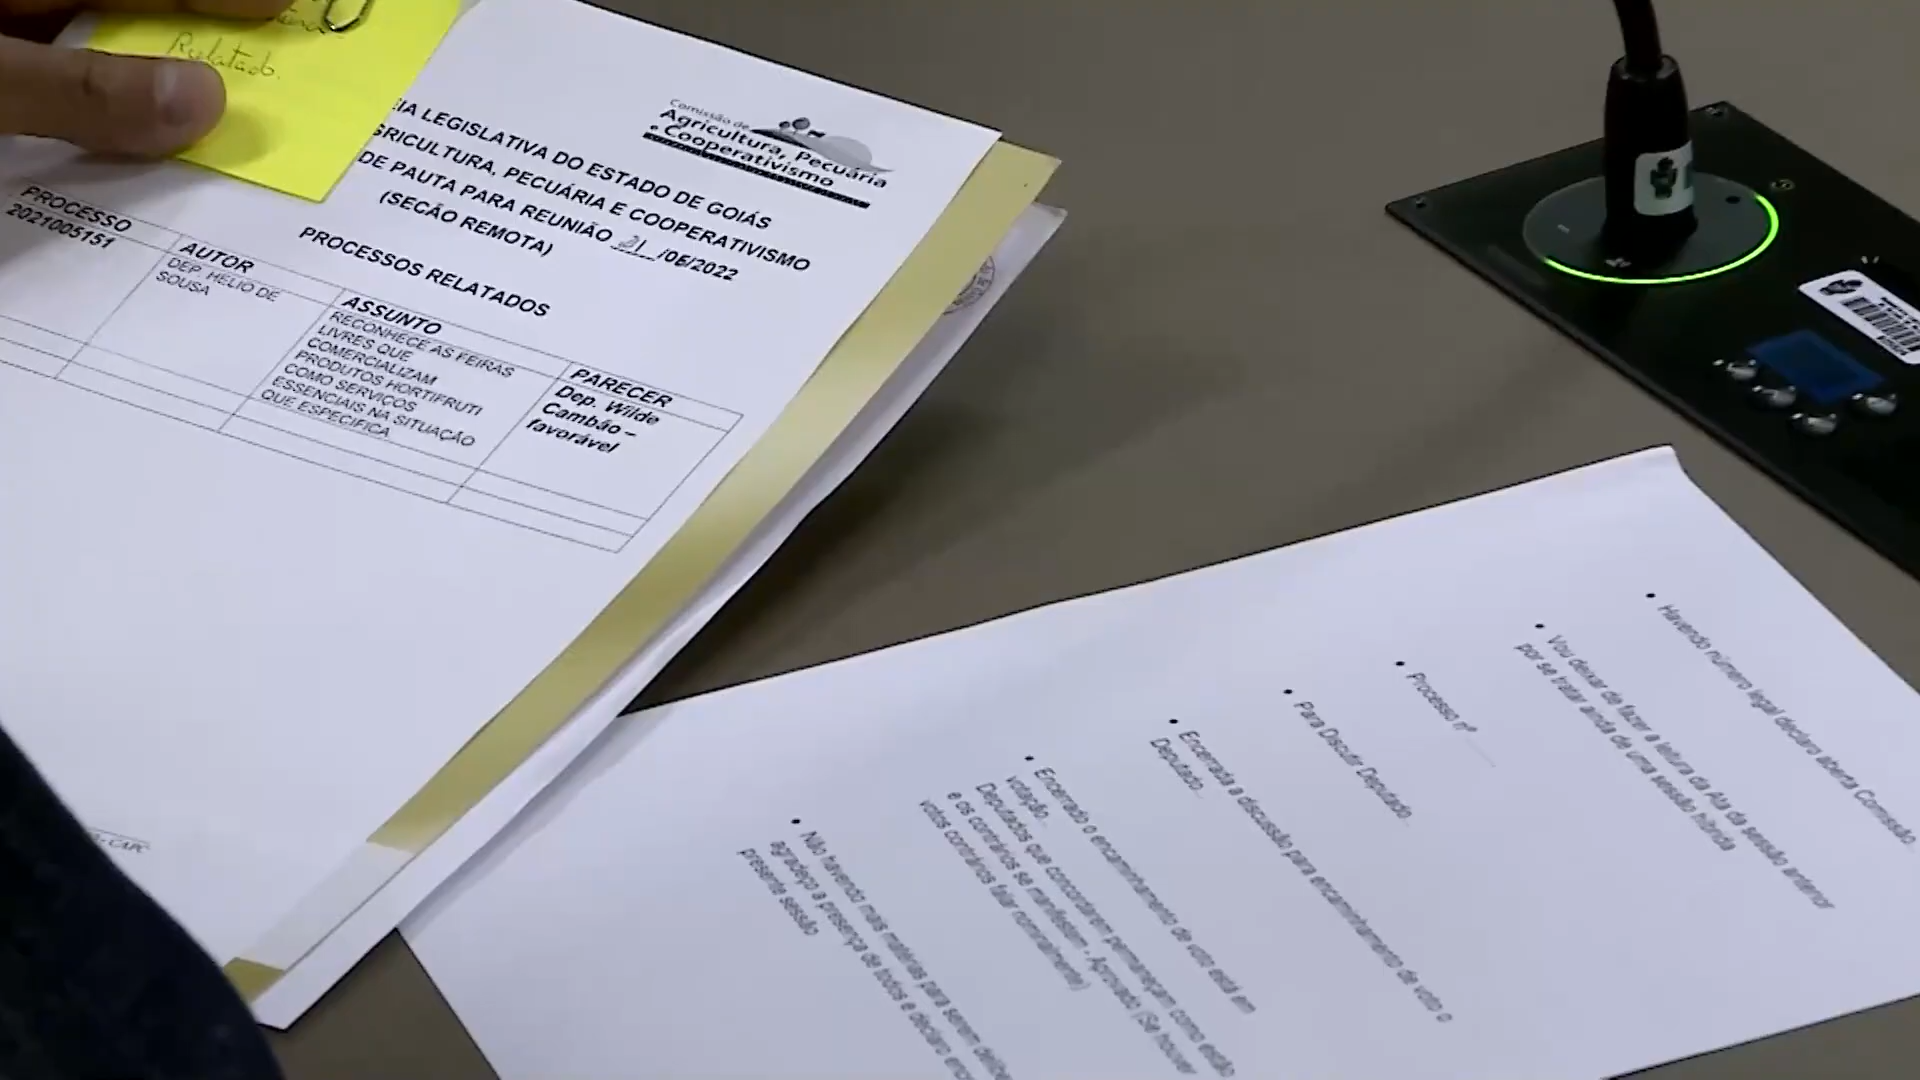 Relatado.
Comissão de
Agricultura, Pecuária
e Cooperativismo
IA LEGISLATIVA DO ESTADO DE GOIÁS
GRICULTURA, PECUÁRIA E COOPERATIVISMO
DE PAUTA PARA REUNIÃO 21 /06/2022
(SECÃO REMOTA)
PROCESSOS RELATADOS
PROCESSO
2021005151
AUTOR
DEP. HELIO DE
SOUSA
ASSUNTO
RECONHECE AS FEIRAS
LIVRES QUE
COMERCIALIZAM
PRODUTOS HORTIFRUTI
COMO SERVIÇOS
ESSENCIAIS NA SITUAÇÃO
QUE ESPECIFICA
PARECER
Dep. Wilde
Cambão –
favorável
• Havendo número legal declaro aberta Comissão
• Vou deixar de fazer a leitura da Ata da sessão anterior
por se tratar ainda de uma sessão híbrida
• Processo nº
• Para Discutir Deputado...
• Encerrada a discussão para encaminhamento de voto o
Deputado...
• Encerrado o encaminhamento de voto está em
votação.
Deputados que concordarem permaneçam como estão
e os contrários se manifestem - Aprovado (Se houver
votos contrários falar nominalmente)
• Não havendo mais matérias para serem
agradeço a presença de todos e declaro
presente sessão